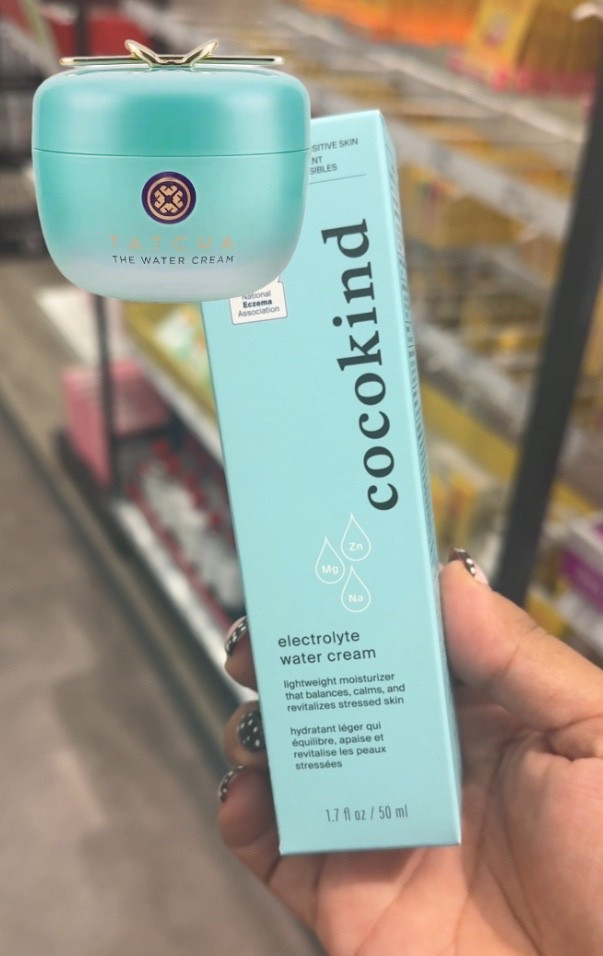 TATCHA
THE WATER CREAM
SITIVE SKIN
NT
SIBLES
National
Eczema
Association
cocokind
Zn
Mg
Na
electrolyte
water cream
lightweight moisturizer
that balances, calms, and
revitalizes stressed skin
hydratant léger qui
équilibre, apaise et
revitalise les peaux
stressées
1.7 fl oz / 50 ml